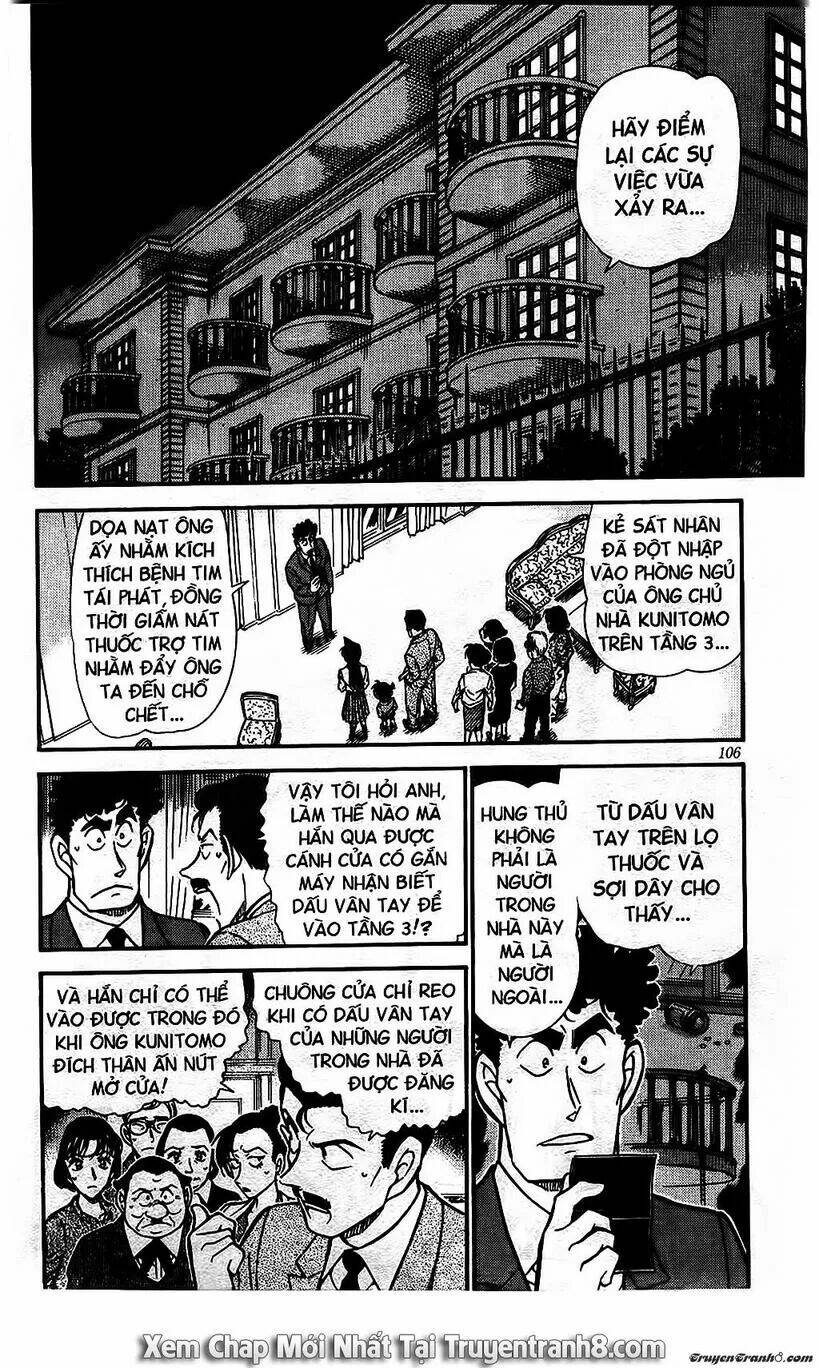 HÃY ĐIỂM
LẠI CÁC SỰ
VIỆC VỪA
XẢY RA...
KẺ SÁT NHÂN
ĐÃ ĐỘT NHẬP
VÀO PHÒNG NGỦ
CỦA ÔNG CHỦ
NHÀ KUNITOMO
TRÊN TẦNG 3...
DỌA NẠT ÔNG
ẤY NHẰM KÍCH
THÍCH BỆNH TIM
TÁI PHÁT, ĐỒNG
THỜI GIẪM NÁT
THUỐC TRỢ TIM
NHẰM ĐẨY ÔNG
TA ĐẾN CHỖ
CHẾT...
106
TỪ DẤU VÂN
TAY TRÊN LỌ
THUỐC VÀ
SỢI DÂY CHO
THẤY...
HUNG THỦ
KHÔNG
PHẢI LÀ
NGƯỜI
TRONG
NHÀ NÀY
MÀ LÀ
NGƯỜI
NGOÀI...
VẬY TÔI HỎI ANH,
LÀM THẾ NÀO MÀ
HẮN QUA ĐƯỢC
CÁNH CỬA CÓ GẮN
MÁY NHẬN BIẾT
DẤU VÂN TAY ĐỂ
VÀO TẦNG 3!?
CHUÔNG CỬA CHỈ REO
KHI CÓ DẤU VÂN TAY
CỦA NHỮNG NGƯỜI
TRONG NHÀ ĐÃ
ĐƯỢC ĐĂNG
KÍ...
VÀ HẮN CHỈ CÓ THỂ
VÀO ĐƯỢC TRONG ĐÓ
KHI ÔNG KUNITOMO
ĐÍCH THÂN ẤN NÚT
MỞ CỬA!
Xem Chap Mới Nhất Tại Truyentranh8.com
TruyenTranh8.com